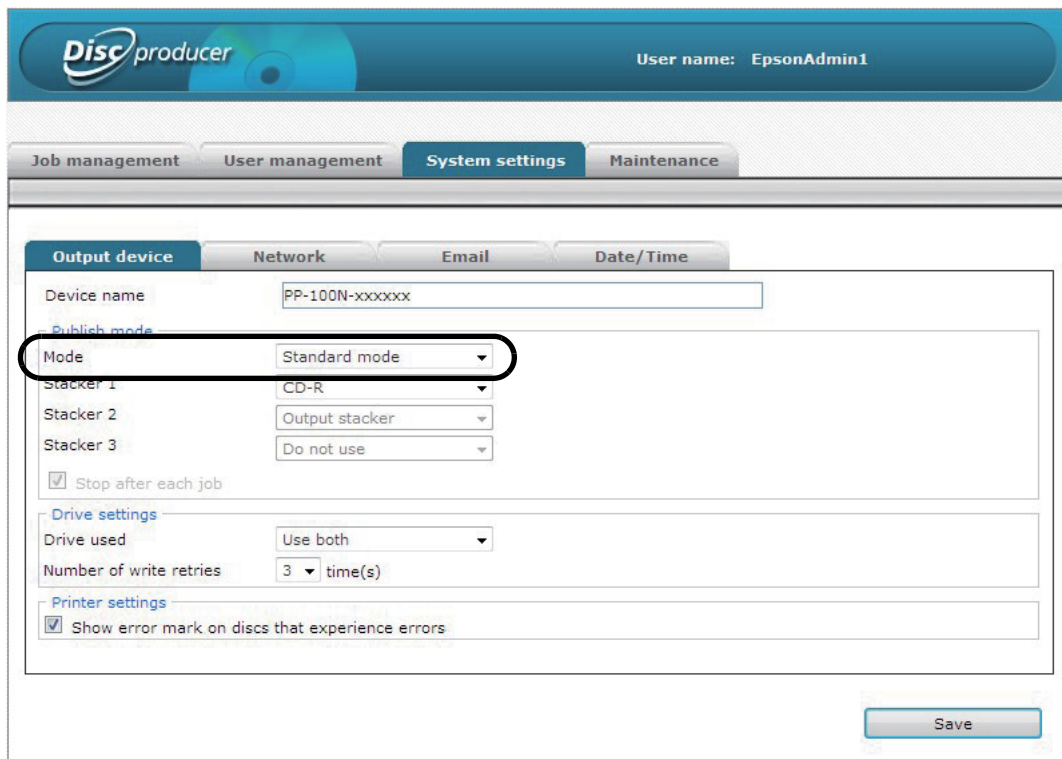 Disc producer
User name: EpsonAdmin1
Job management User management System settings Maintenance
Output device Network Email Date/Time
Device name PP-100N-xxxxxx
Publish mode
Mode Standard mode
Stacker 1 CD-R
Stacker 2 Output stacker
Stacker 3 Do not use
Stop after each job
Drive settings
Drive used Use both
Number of write retries 3 time(s)
Printer settings
Show error mark on discs that experience errors
Save